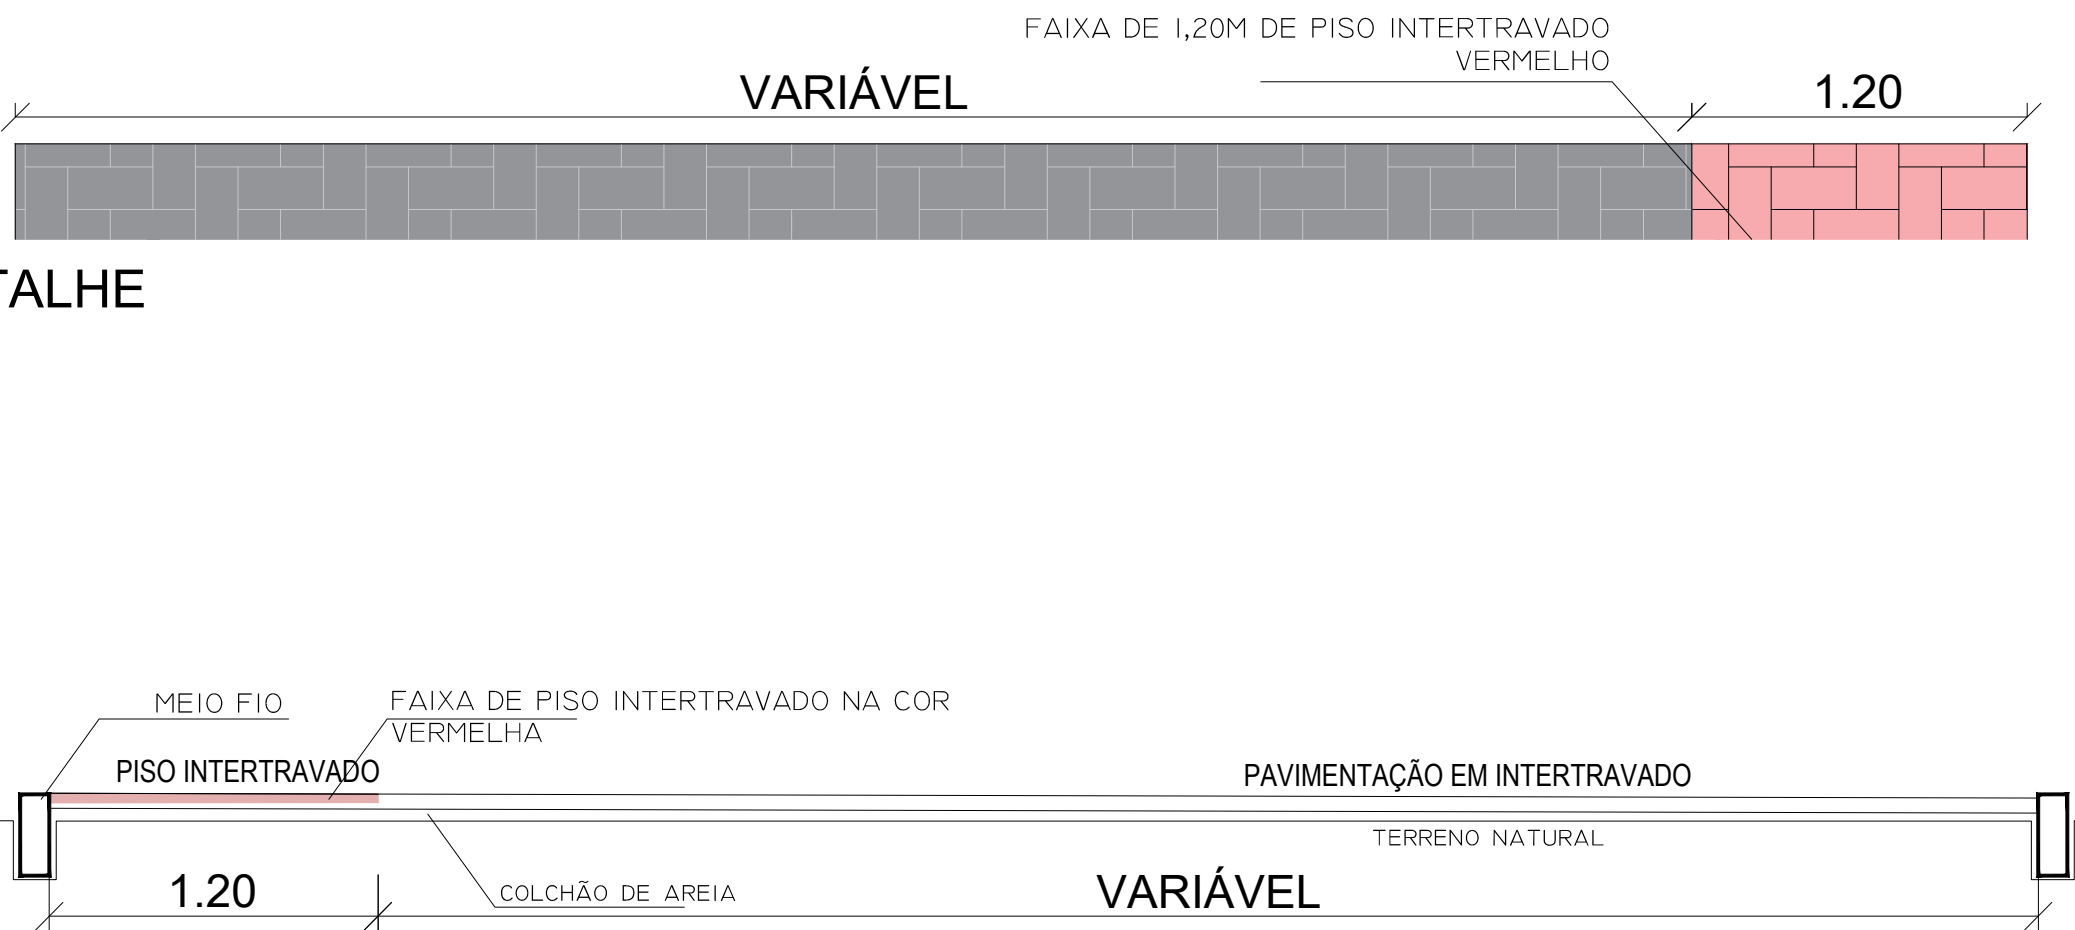 FAIXA DE 1,20M DE PISO INTERTRAVADO
VERMELHO
VARIÁVEL
1.20
TALHE
MEIO FIO
FAIXA DE PISO INTERTRAVADO NA COR
VERMELHA
PISO INTERTRAVADO
PAVIMENTAÇÃO EM INTERTRAVADO
TERRENO NATURAL
1.20
COLCHÃO DE AREIA
VARIÁVEL